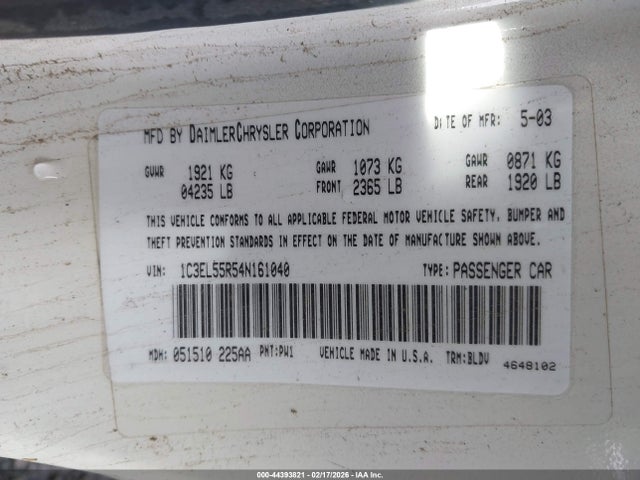 MFD BY DAIMLERCHRYSLER CORPORATION DATE OF MFR: 5-03
GVWR 1921 KG GAWR 1073 KG GAWR 0871 KG
04235 LB FRONT 2365 LB REAR 1920 LB
THIS VEHICLE CONFORMS TO ALL APPLICABLE FEDERAL MOTOR VEHICLE SAFETY, BUMPER AND
THEFT PREVENTION STANDARDS IN EFFECT ON THE DATE OF MANUFACTURE SHOWN ABOVE.
VIN: 1C3EL55R54N161040 TYPE: PASSENGER CAR
MDH: 051510 225AA PNT: PW1 VEHICLE MADE IN U.S.A. TRM: BLDV
4648102
000-44393821 - 02/17/2026 - IAA Inc.